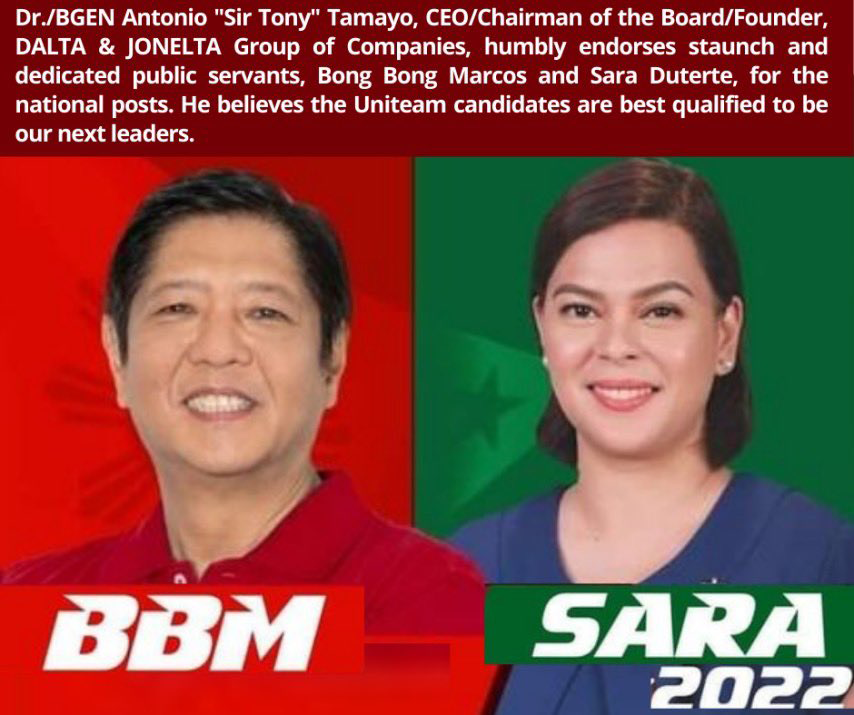 Dr./BGEN Antonio "Sir Tony" Tamayo, CEO/Chairman of the Board/Founder,
DALTA & JONELTA Group of Companies, humbly endorses staunch and
dedicated public servants, Bong Bong Marcos and Sara Duterte, for the
national posts. He believes the Uniteam candidates are best qualified to be
our next leaders.
BBM
SARA
2022